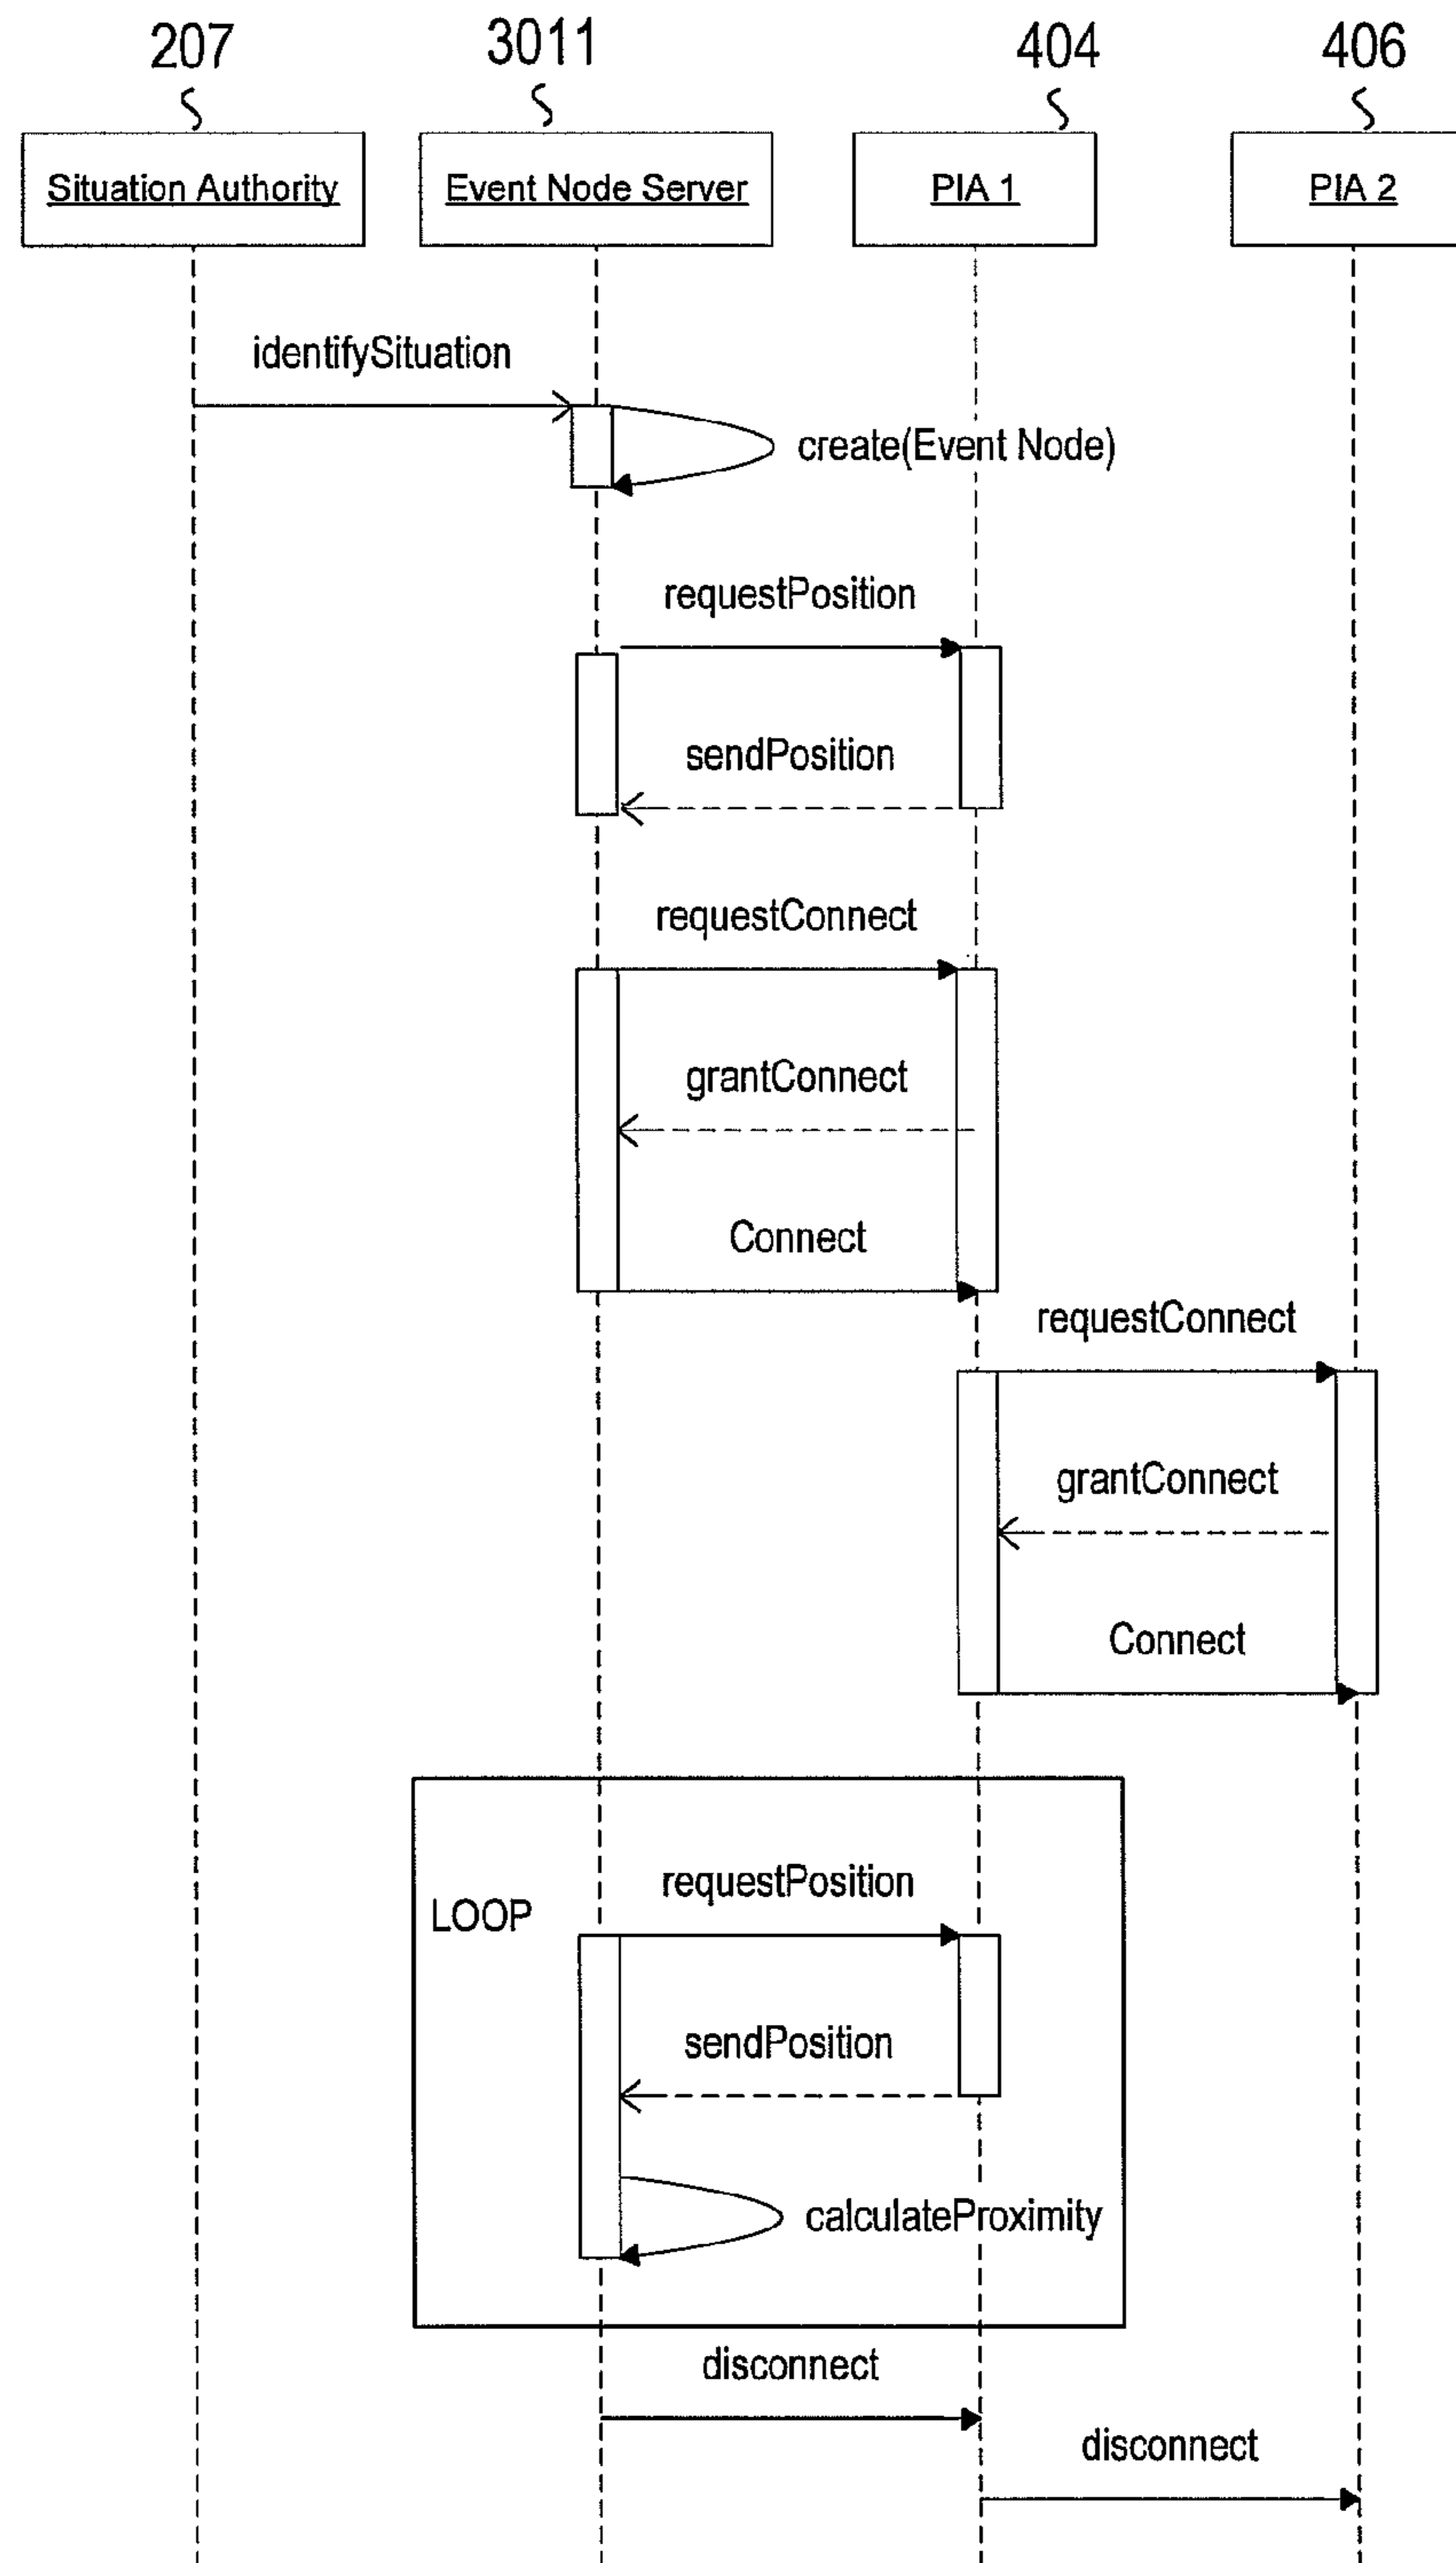 207
3011
404
406
Situation Authority
Event Node Server
PIA 1
PIA 2
identifySituation
create(Event Node)
requestPosition
sendPosition
requestConnect
grantConnect
Connect
requestConnect
grantConnect
Connect
requestPosition
LOOP
sendPosition
calculateProximity
disconnect
disconnect